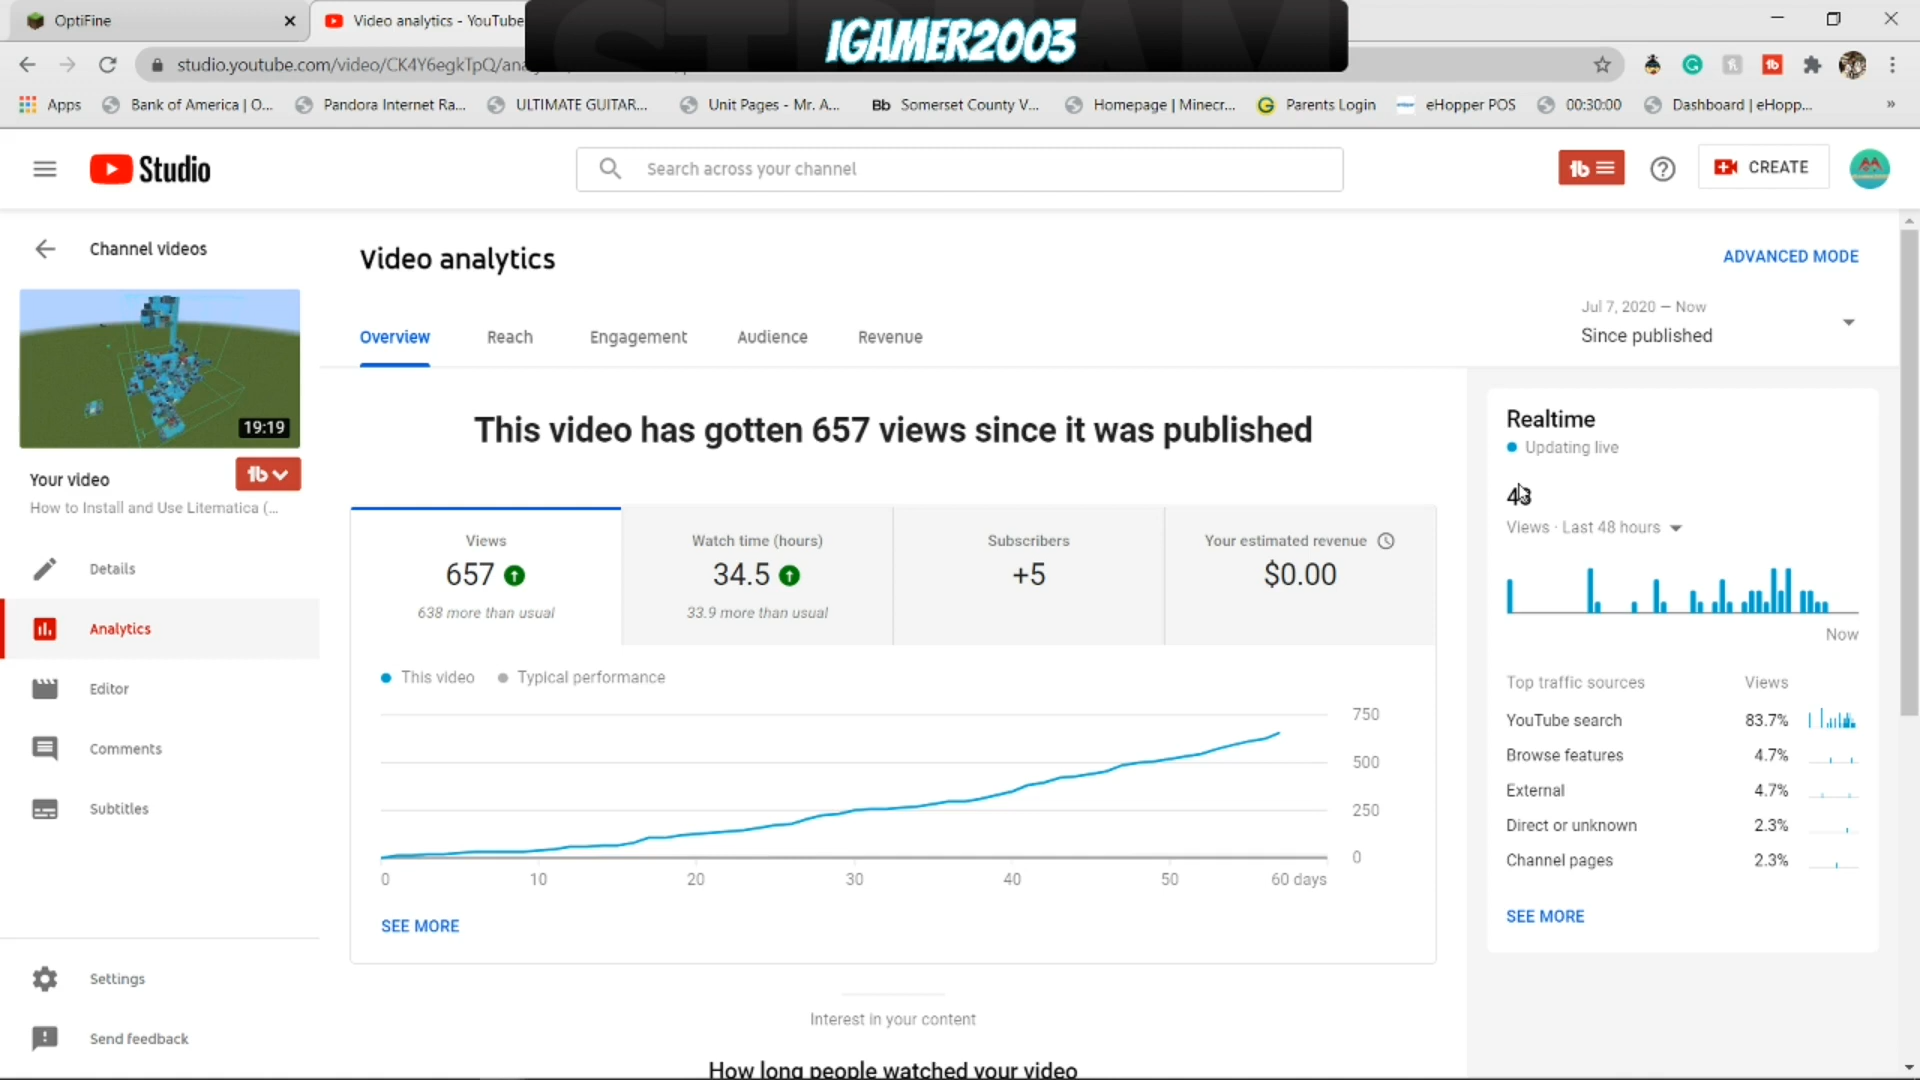 OptiFine
Video analytics - YouTube
IGAMER2003
studio.youtube.com/video/CK4Y6egkTpQ/ana
Apps
Bank of America | O...
Pandora Internet Ra...
ULTIMATE GUITAR...
Unit Pages - Mr. A...
Bb Somerset County V...
Homepage | Minecr...
Parents Login
eHopper POS
00:30:00
Dashboard | eHopp...
»
Studio
Search across your channel
tb
CREATE
Channel videos
19:19
Your video
tb
How to Install and Use Litematica (...
Details
Analytics
Editor
Comments
Subtitles
Settings
Send feedback
Video analytics
ADVANCED MODE
Overview
Reach
Engagement
Audience
Revenue
Jul 7, 2020 – Now
Since published
This video has gotten 657 views since it was published
Views
657
638 more than usual
Watch time (hours)
34.5
33.9 more than usual
Subscribers
+5
Your estimated revenue
$0.00
This video
Typical performance
750
500
250
0
0 10 20 30 40 50 60 days
SEE MORE
Interest in your content
How long people watched your video
Realtime
Updating live
43
Views · Last 48 hours
Now
Top traffic sources Views
YouTube search 83.7%
Browse features 4.7%
External 4.7%
Direct or unknown 2.3%
Channel pages 2.3%
SEE MORE